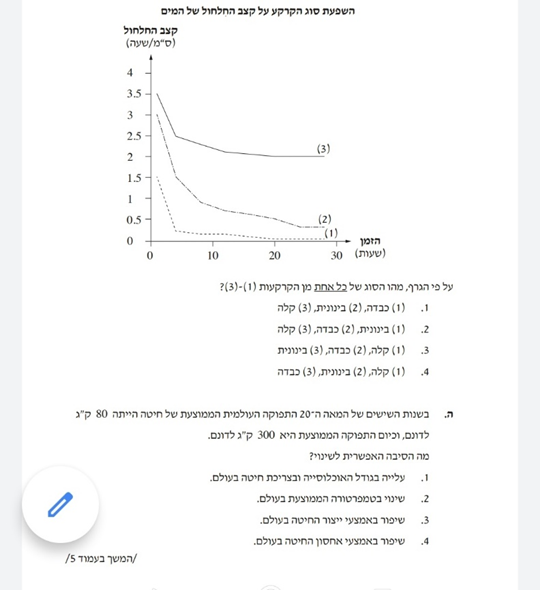 השפעת סוג הקרקע על קצב החלחול של המים
קצב החלחול
(ס"מ/שעה)
4
3.5
3
2.5
2
1.5
1
0.5
0
(3)
(2)
(1)
הזמן
(שעות)
0 10 20 30
על פי הגרף, מהו הסוג של כל אחת מן הקרקעות (1)-(3)?
1. (1) כבדה, (2) בינונית, (3) קלה
2. (1) בינונית, (2) כבדה, (3) קלה
3. (1) קלה, (2) כבדה, (3) בינונית
4. (1) קלה, (2) בינונית, (3) כבדה
ה. בשנות השישים של המאה ה־20 התפוקה העולמית הממוצעת של חיטה הייתה 80 ק"ג
לדונם, וכיום התפוקה הממוצעת היא 300 ק"ג לדונם.
מה הסיבה האפשרית לשינוי?
1. עלייה בגודל האוכלוסייה ובצריכת חיטה בעולם.
2. שינוי בטמפרטורה הממוצעת בעולם.
3. שיפור באמצעי ייצור החיטה בעולם.
4. שיפור באמצעי אחסון החיטה בעולם.
/המשך בעמוד 5/